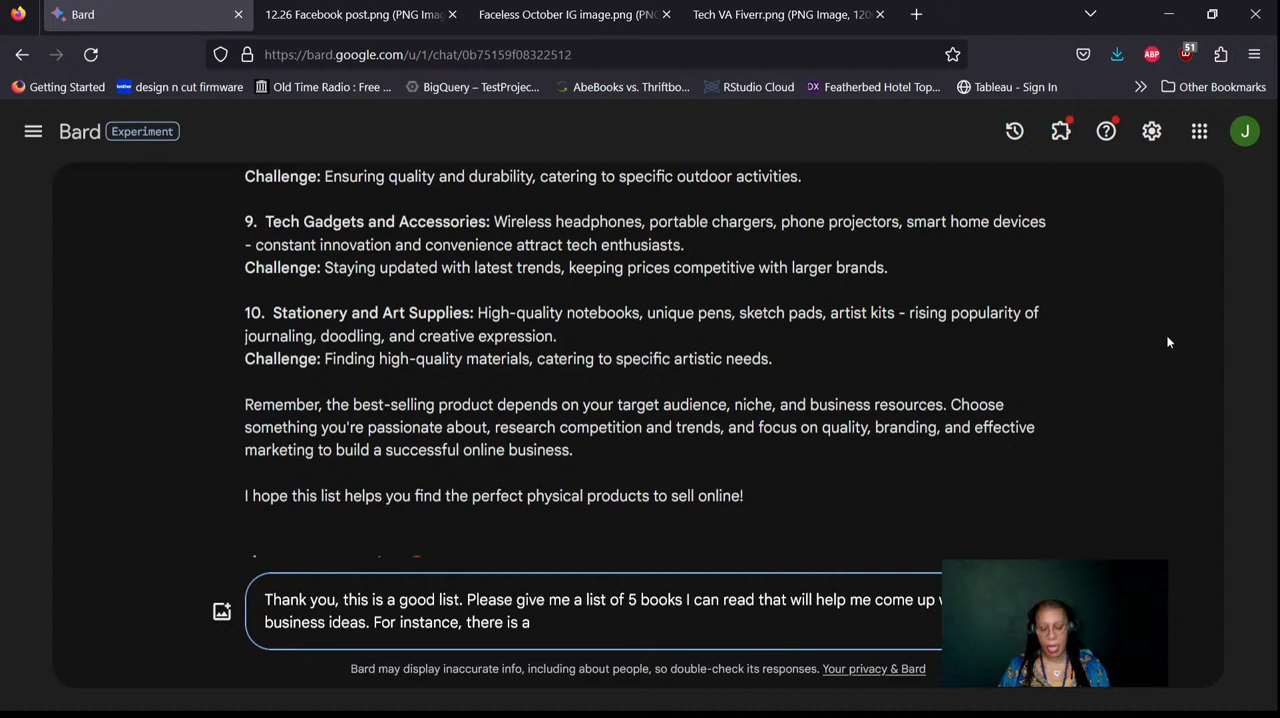 Bard
12.26 Facebook post.png (PNG Imag
Faceless October IG image.png (PNG
Tech VA Fiverr.png (PNG Image, 120
https://bard.google.com/u/1/chat/0b75159f08322512
ABP
51
Getting Started
design n cut firmware
Old Time Radio : Free ...
BigQuery – TestProjec...
AbeBooks vs. Thriftbo...
RStudio Cloud
DX Featherbed Hotel Top...
Tableau - Sign In
Other Bookmarks
Bard Experiment
J
Challenge: Ensuring quality and durability, catering to specific outdoor activities.
9. Tech Gadgets and Accessories: Wireless headphones, portable chargers, phone projectors, smart home devices
- constant innovation and convenience attract tech enthusiasts.
Challenge: Staying updated with latest trends, keeping prices competitive with larger brands.
10. Stationery and Art Supplies: High-quality notebooks, unique pens, sketch pads, artist kits - rising popularity of
journaling, doodling, and creative expression.
Challenge: Finding high-quality materials, catering to specific artistic needs.
Remember, the best-selling product depends on your target audience, niche, and business resources. Choose
something you're passionate about, research competition and trends, and focus on quality, branding, and effective
marketing to build a successful online business.
I hope this list helps you find the perfect physical products to sell online!
Thank you, this is a good list. Please give me a list of 5 books I can read that will help me come up
business ideas. For instance, there is a
Bard may display inaccurate info, including about people, so double-check its responses. Your privacy & Bard